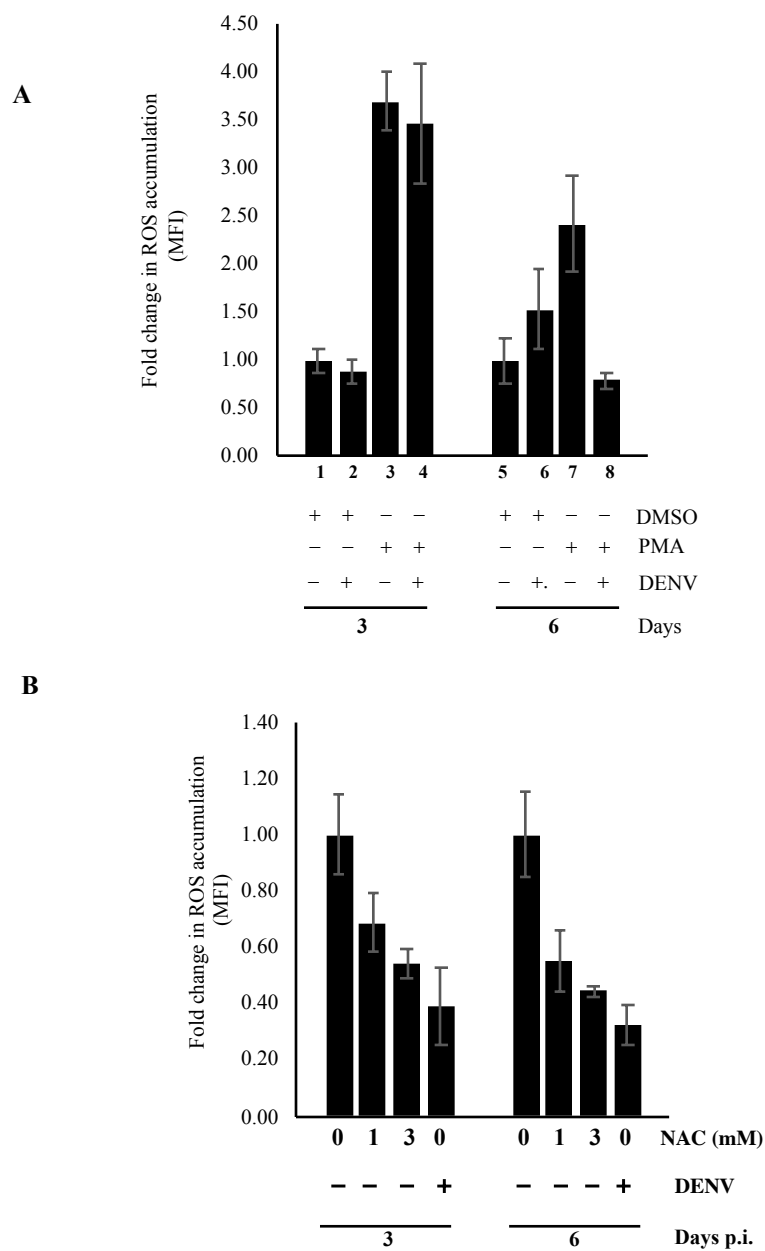 A
Fold change in ROS accumulation
(MFI)
4.50
4.00
3.50
3.00
2.50
2.00
1.50
1.00
0.50
0.00
1 2 3 4 5 6 7 8
+ + − − + + − − DMSO
− − + + − − + + PMA
− + − + − +. − + DENV
3 6 Days
B
Fold change in ROS accumulation
(MFI)
1.40
1.20
1.00
0.80
0.60
0.40
0.20
0.00
0 1 3 0 0 1 3 0 NAC (mM)
− − − + − − − + DENV
3 6 Days p.i.